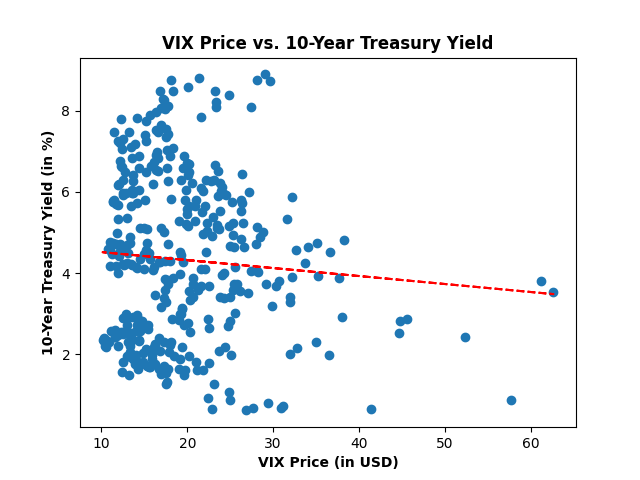 VIX Price vs. 10-Year Treasury Yield
10-Year Treasury Yield (in %)
8
6
4
2
10 20 30 40 50 60
VIX Price (in USD)